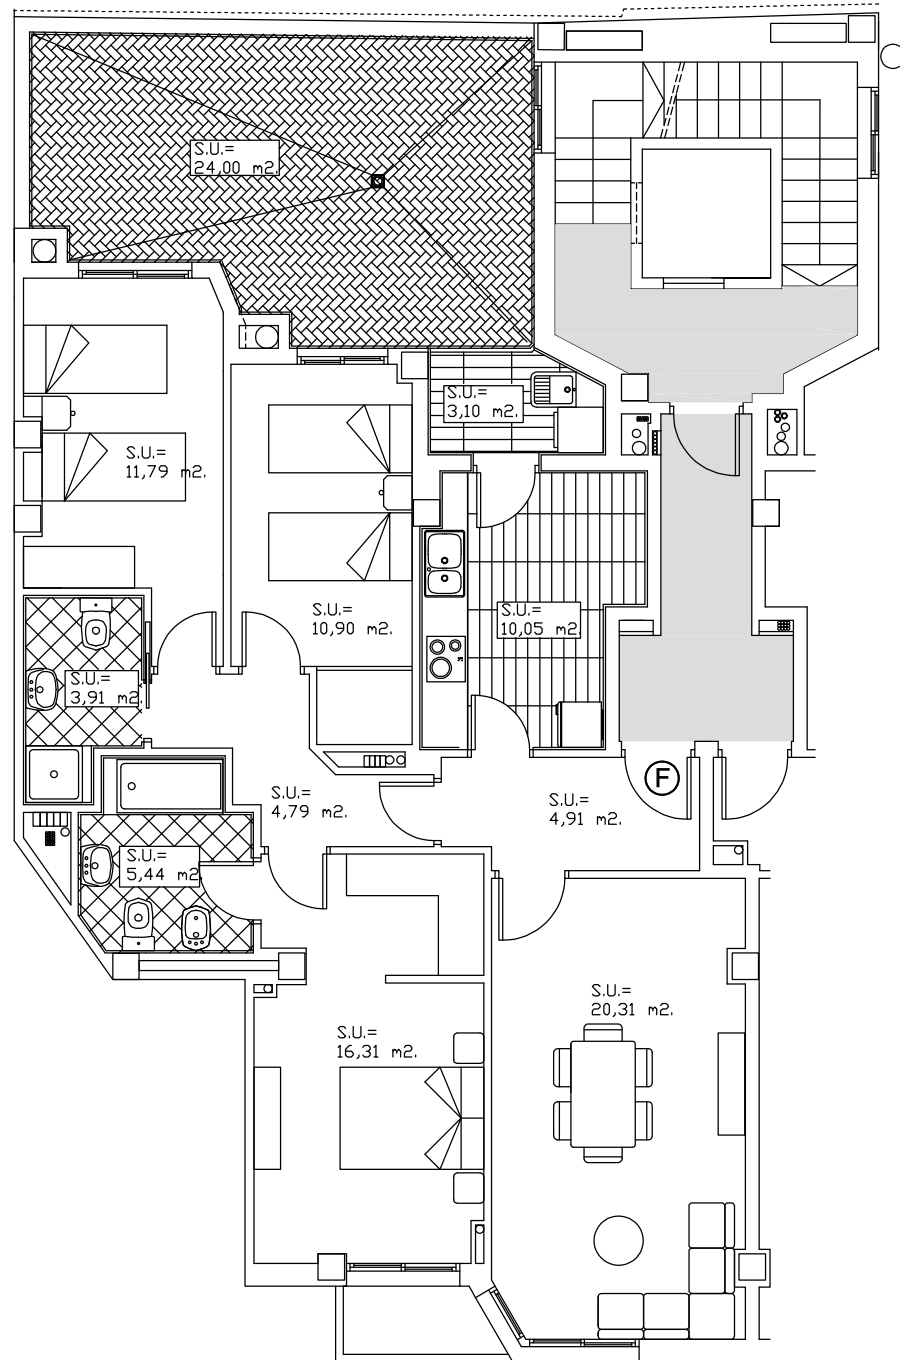 S.U.=
24,00 m2.
S.U.=
3,10 m2.
S.U.=
11,79 m2.
S.U.=
10,90 m2.
S.U.=
10,05 m2.
S.U.=
3,91 m2.
S.U.=
4,79 m2.
S.U.=
4,91 m2.
F
S.U.=
5,44 m2
S.U.=
20,31 m2.
S.U.=
16,31 m2.